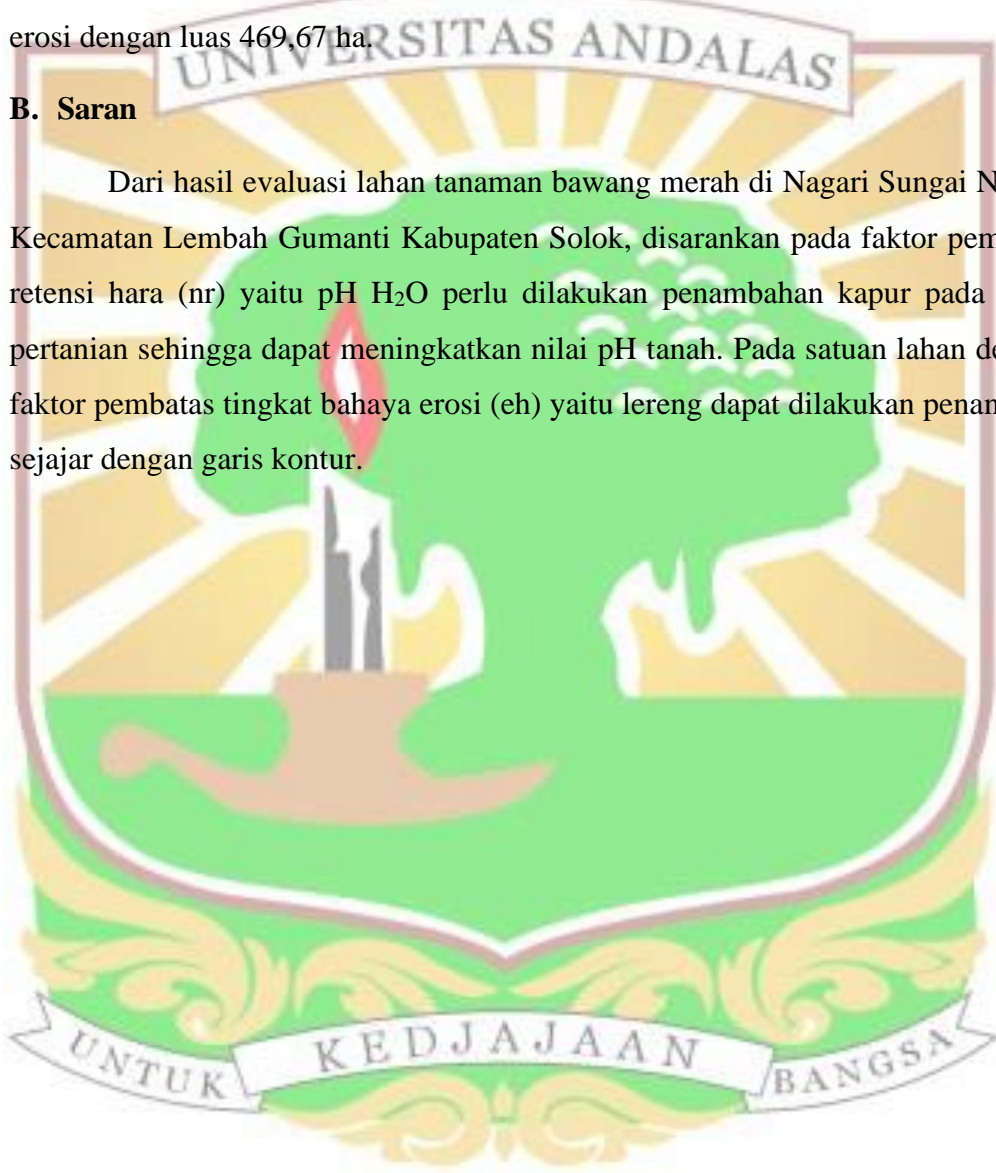 erosi dengan luas 469,67 ha.
UNIVERSITAS ANDALAS
B. Saran
Dari hasil evaluasi lahan tanaman bawang merah di Nagari Sungai N
Kecamatan Lembah Gumanti Kabupaten Solok, disarankan pada faktor pem
retensi hara (nr) yaitu pH H₂O perlu dilakukan penambahan kapur pada
pertanian sehingga dapat meningkatkan nilai pH tanah. Pada satuan lahan de
faktor pembatas tingkat bahaya erosi (eh) yaitu lereng dapat dilakukan penan
sejajar dengan garis kontur.
UNTUK KEDJAJAAN BANGSA